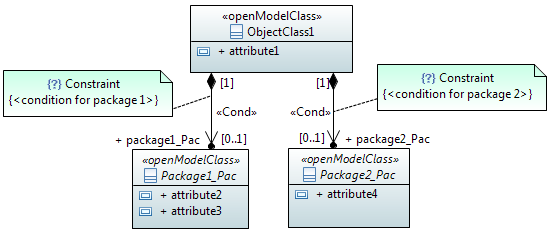 «openModelClass»
ObjectClass1
+ attribute1
{?} Constraint
{<condition for package 1>}
[1]
[1]
{?} Constraint
{<condition for package 2>}
«Cond»
«Cond»
+ package1_Pac
[0..1]
[0..1]
+ package2_Pac
«openModelClass»
Package1_Pac
+ attribute2
+ attribute3
«openModelClass»
Package2_Pac
+ attribute4